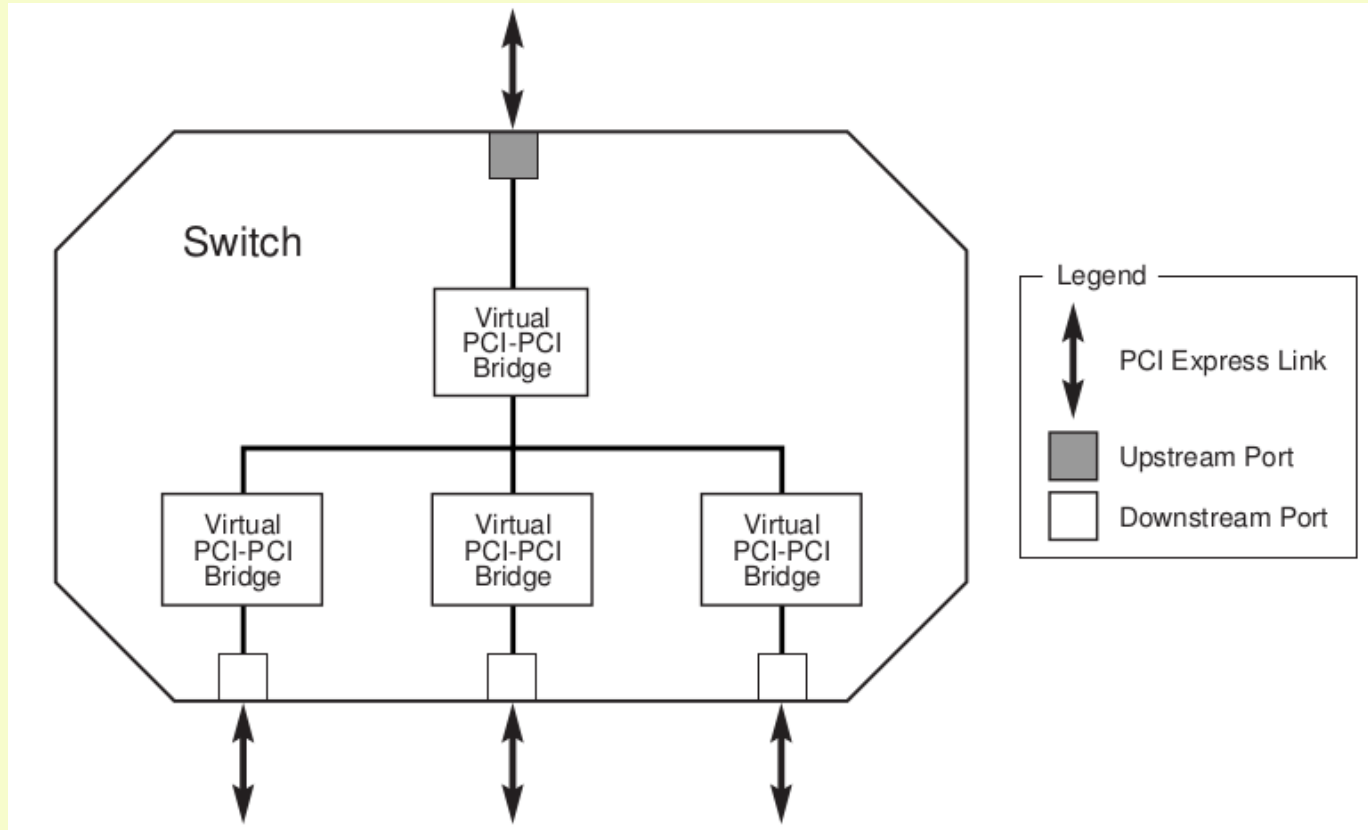 Switch
Virtual
PCI-PCI
Bridge
Virtual
PCI-PCI
Bridge
Virtual
PCI-PCI
Bridge
Virtual
PCI-PCI
Bridge
Legend
PCI Express Link
Upstream Port
Downstream Port